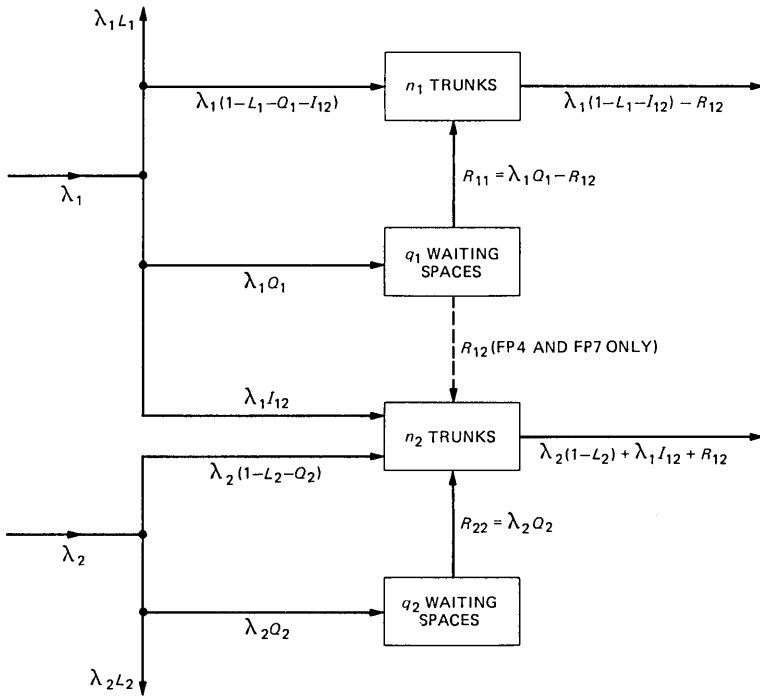 λ₁L₁
n₁ TRUNKS
λ₁(1–L₁–Q₁–I₁₂)
λ₁(1–L₁–I₁₂) – R₁₂
R₁₁ = λ₁Q₁ – R₁₂
λ₁
q₁ WAITING
SPACES
λ₁Q₁
R₁₂ (FP4 AND FP7 ONLY)
λ₁I₁₂
n₂ TRUNKS
λ₂(1–L₂–Q₂)
λ₂(1–L₂) + λ₁I₁₂ + R₁₂
R₂₂ = λ₂Q₂
λ₂
q₂ WAITING
SPACES
λ₂Q₂
λ₂L₂